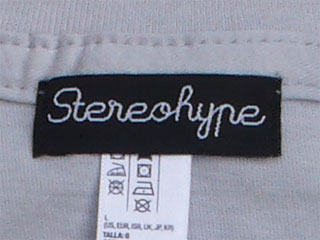 Stereohype
L
(US, EUR, ISR, UK, JP, KR)
TALLA: G